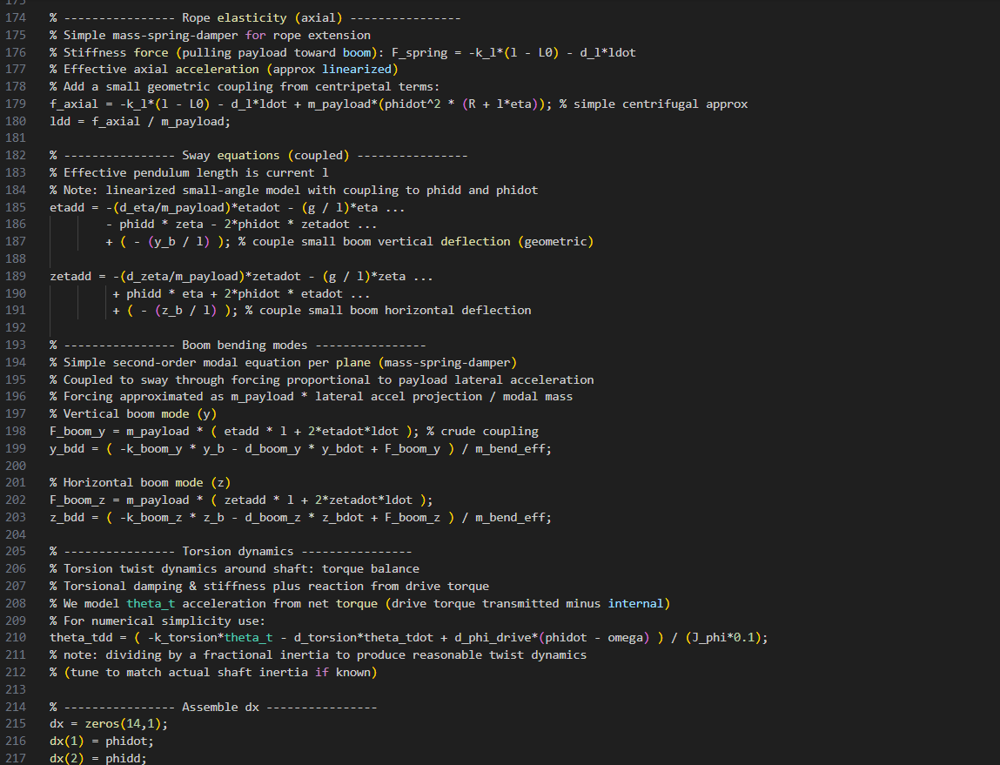 174 % ---------------- Rope elasticity (axial) ----------------
175 % Simple mass-spring-damper for rope extension
176 % Stiffness force (pulling payload toward boom): F_spring = -k_l*(l - L0) - d_l*ldot
177 % Effective axial acceleration (approx linearized)
178 % Add a small geometric coupling from centripetal terms:
179 f_axial = -k_l*(l - L0) - d_l*ldot + m_payload*(phidot^2 * (R + l*eta)); % simple centrifugal approx
180 ldd = f_axial / m_payload;
181
182 % ---------------- Sway equations (coupled) ----------------
183 % Effective pendulum length is current l
184 % Note: linearized small-angle model with coupling to phidd and phidot
185 etadd = -(d_eta/m_payload)*etadot - (g / l)*eta ...
186         - phidd * zeta - 2*phidot * zetadot ...
187         + ( - (y_b / l) ); % couple small boom vertical deflection (geometric)
188
189 zetadd = -(d_zeta/m_payload)*zetadot - (g / l)*zeta ...
190          + phidd * eta + 2*phidot * etadot ...
191          + ( - (z_b / l) ); % couple small boom horizontal deflection
192
193 % ---------------- Boom bending modes ----------------
194 % Simple second-order modal equation per plane (mass-spring-damper)
195 % Coupled to sway through forcing proportional to payload lateral acceleration
196 % Forcing approximated as m_payload * lateral accel projection / modal mass
197 % Vertical boom mode (y)
198 F_boom_y = m_payload * ( etadd * l + 2*etadot*ldot ); % crude coupling
199 y_bdd = ( -k_boom_y * y_b - d_boom_y * y_bdot + F_boom_y ) / m_bend_eff;
200
201 % Horizontal boom mode (z)
202 F_boom_z = m_payload * ( zetadd * l + 2*zetadot*ldot );
203 z_bdd = ( -k_boom_z * z_b - d_boom_z * z_bdot + F_boom_z ) / m_bend_eff;
204
205 % ---------------- Torsion dynamics ----------------
206 % Torsion twist dynamics around shaft: torque balance
207 % Torsional damping & stiffness plus reaction from drive torque
208 % We model theta_t acceleration from net torque (drive torque transmitted minus internal)
209 % For numerical simplicity use:
210 theta_tdd = ( -k_torsion*theta_t - d_torsion*theta_tdot + d_phi_drive*(phidot - omega) ) / (J_phi*0.1);
211 % note: dividing by a fractional inertia to produce reasonable twist dynamics
212 % (tune to match actual shaft inertia if known)
213
214 % ---------------- Assemble dx ----------------
215 dx = zeros(14,1);
216 dx(1) = phidot;
217 dx(2) = phidd;